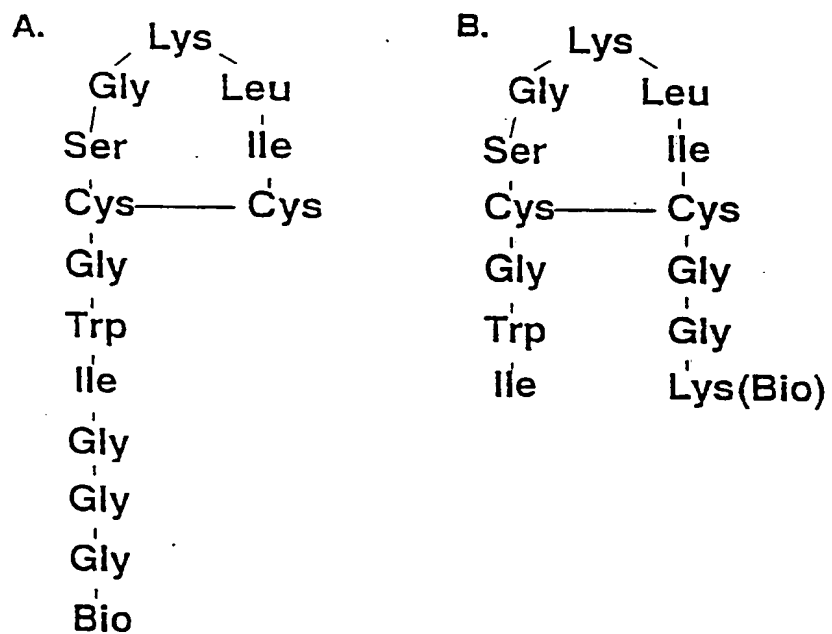 A.
Lys
Gly Leu
Ser Ile
Cys Cys
Gly
Trp
Ile
Gly
Gly
Gly
Bio
B.
Lys
Gly Leu
Ser Ile
Cys Cys
Gly Gly
Trp Gly
Ile Lys(Bio)